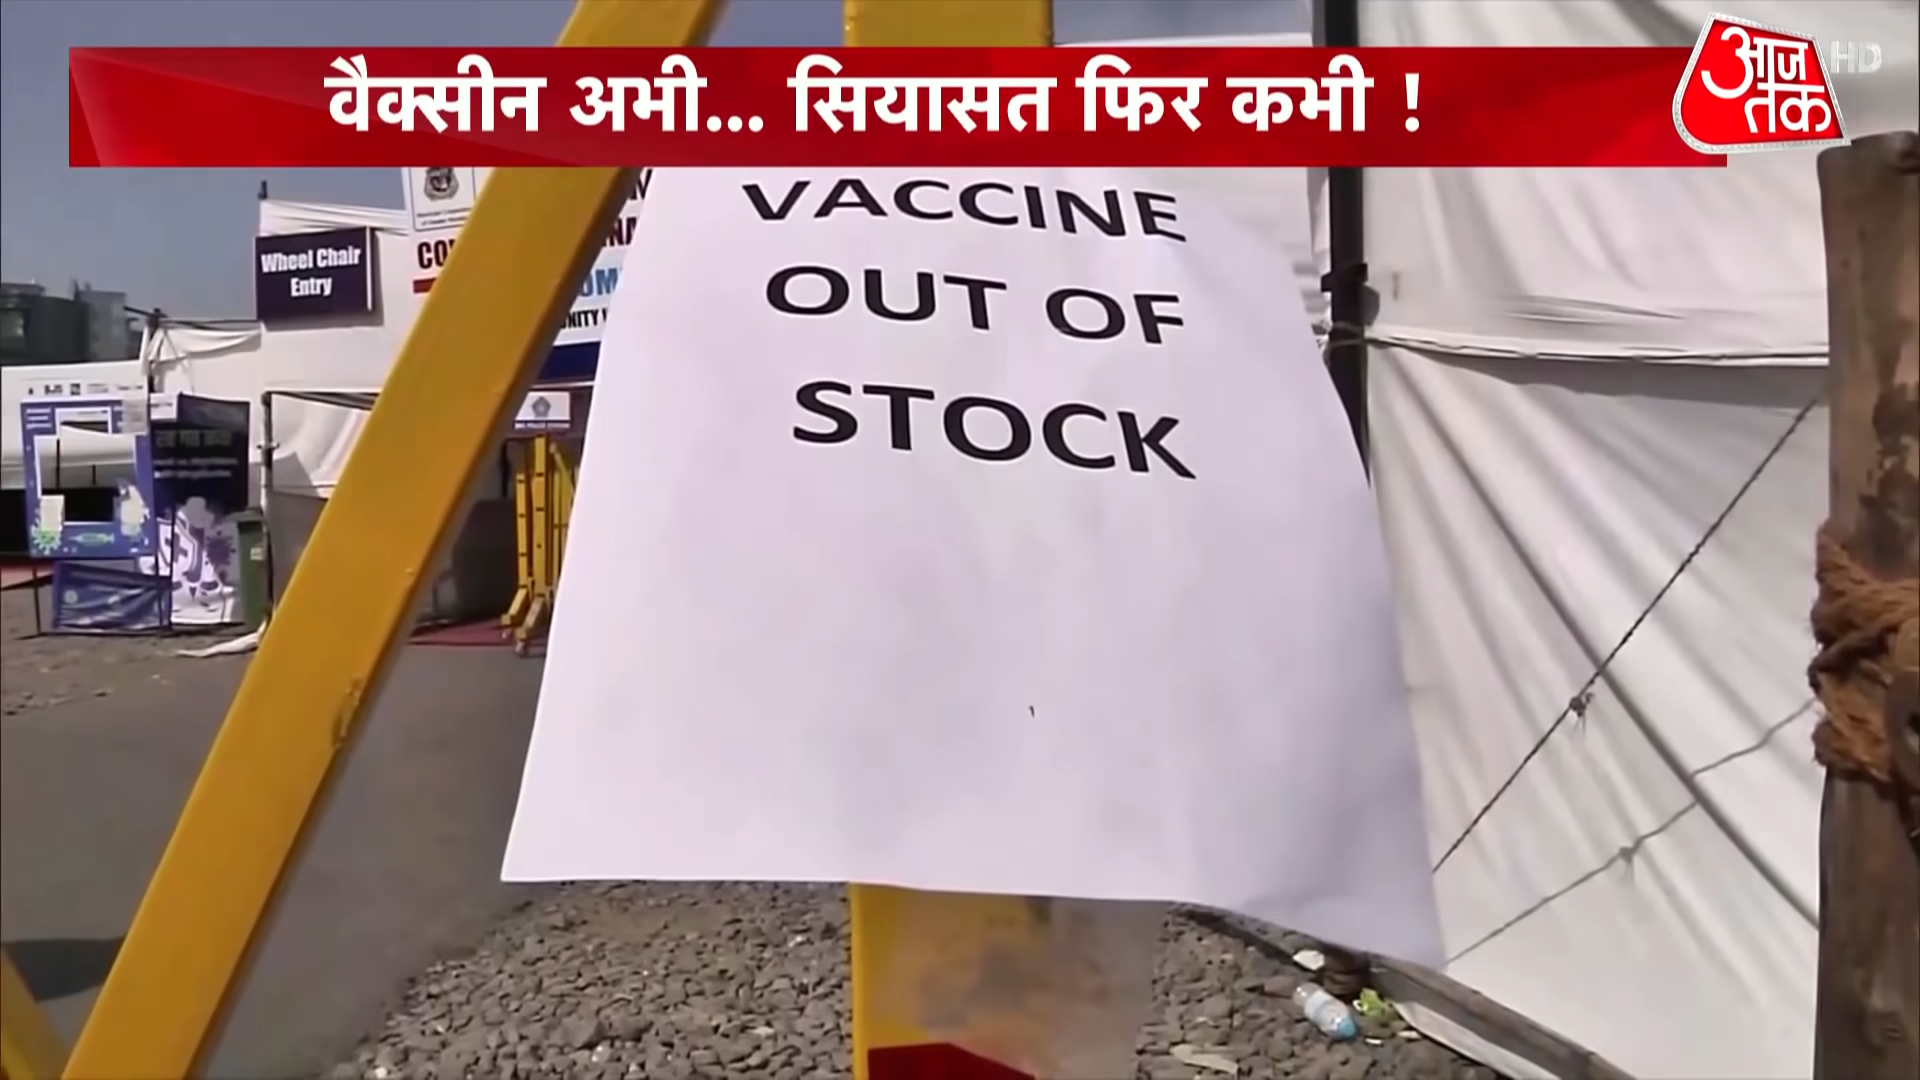 वैक्सीन अभी... सियासत फिर कभी !
आज
तक
HD
VACCINE
OUT OF
STOCK
Wheel Chair
Entry